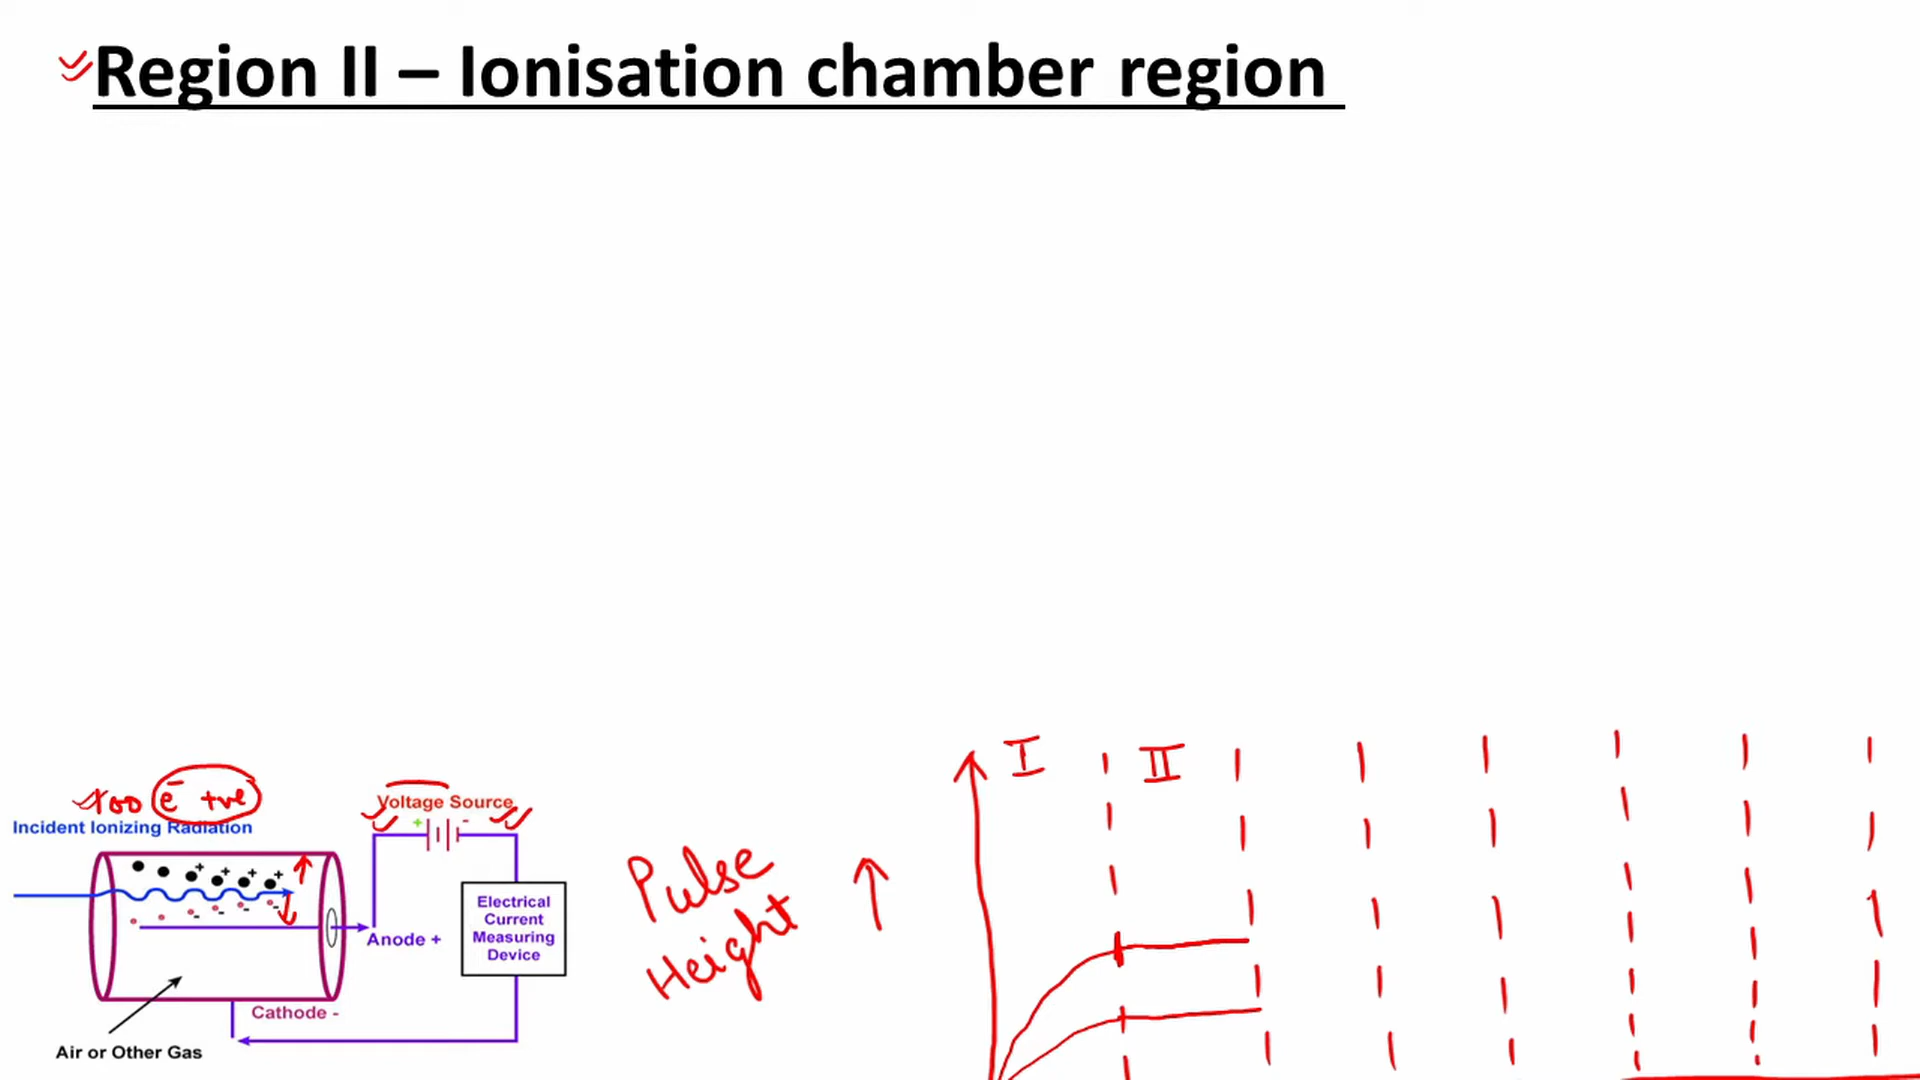 Region II – Ionisation chamber region
I II
100 e⁻ +ve
Voltage Source
+ -
Incident Ionizing Radiation
+ + + +
- - - -
Electrical
Current
Measuring
Device
Anode +
Pulse
Height
Cathode -
Air or Other Gas